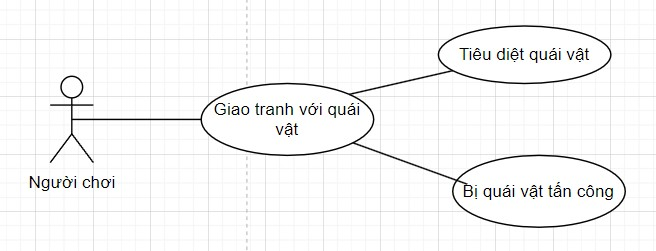 Tiêu diệt quái vật
Giao tranh với quái
vật
Người chơi
Bị quái vật tấn công